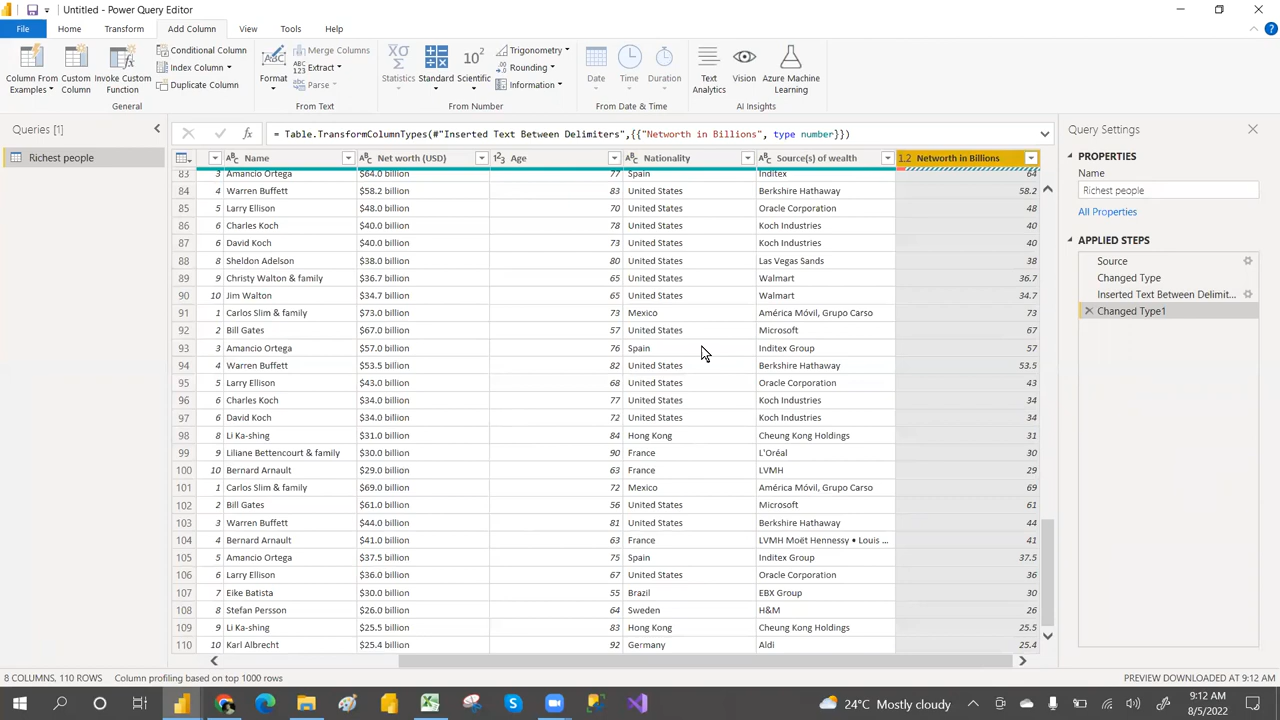 Untitled - Power Query Editor
File Home Transform Add Column View Tools Help
Column From Examples
Custom Column
Invoke Custom Function
Conditional Column
Index Column
Duplicate Column
General
Format
Merge Columns
Extract
Parse
From Text
Statistics
Standard
Scientific
Trigonometry
Rounding
Information
From Number
Date
Time
Duration
From Date & Time
Text Analytics
Vision
Azure Machine Learning
AI Insights
Queries [1]
Richest people
= Table.TransformColumnTypes(#"Inserted Text Between Delimiters",{{"Networth in Billions", type number}})
Name Net worth (USD) Age Nationality Source(s) of wealth Networth in Billions
83 3 Amancio Ortega $64.0 billion 77 Spain Inditex 64
84 4 Warren Buffett $58.2 billion 83 United States Berkshire Hathaway 58.2
85 5 Larry Ellison $48.0 billion 70 United States Oracle Corporation 48
86 6 Charles Koch $40.0 billion 78 United States Koch Industries 40
87 6 David Koch $40.0 billion 73 United States Koch Industries 40
88 8 Sheldon Adelson $38.0 billion 80 United States Las Vegas Sands 38
89 9 Christy Walton & family $36.7 billion 65 United States Walmart 36.7
90 10 Jim Walton $34.7 billion 65 United States Walmart 34.7
91 1 Carlos Slim & family $73.0 billion 73 Mexico América Móvil, Grupo Carso 73
92 2 Bill Gates $67.0 billion 57 United States Microsoft 67
93 3 Amancio Ortega $57.0 billion 76 Spain Inditex Group 57
94 4 Warren Buffett $53.5 billion 82 United States Berkshire Hathaway 53.5
95 5 Larry Ellison $43.0 billion 68 United States Oracle Corporation 43
96 6 Charles Koch $34.0 billion 77 United States Koch Industries 34
97 6 David Koch $34.0 billion 72 United States Koch Industries 34
98 8 Li Ka-shing $31.0 billion 84 Hong Kong Cheung Kong Holdings 31
99 9 Liliane Bettencourt & family $30.0 billion 90 France L'Oréal 30
100 10 Bernard Arnault $29.0 billion 63 France LVMH 29
101 1 Carlos Slim & family $69.0 billion 72 Mexico América Móvil, Grupo Carso 69
102 2 Bill Gates $61.0 billion 56 United States Microsoft 61
103 3 Warren Buffett $44.0 billion 81 United States Berkshire Hathaway 44
104 4 Bernard Arnault $41.0 billion 63 France LVMH Moët Hennessy • Louis ... 41
105 5 Amancio Ortega $37.5 billion 75 Spain Inditex Group 37.5
106 6 Larry Ellison $36.0 billion 67 United States Oracle Corporation 36
107 7 Eike Batista $30.0 billion 55 Brazil EBX Group 30
108 8 Stefan Persson $26.0 billion 64 Sweden H&M 26
109 9 Li Ka-shing $25.5 billion 83 Hong Kong Cheung Kong Holdings 25.5
110 10 Karl Albrecht $25.4 billion 92 Germany Aldi 25.4
Query Settings
PROPERTIES
Name
Richest people
All Properties
APPLIED STEPS
Source
Changed Type
Inserted Text Between Delimit...
Changed Type1
8 COLUMNS, 110 ROWS Column profiling based on top 1000 rows PREVIEW DOWNLOADED AT 9:12 AM
24°C Mostly cloudy
9:12 AM
8/5/2022